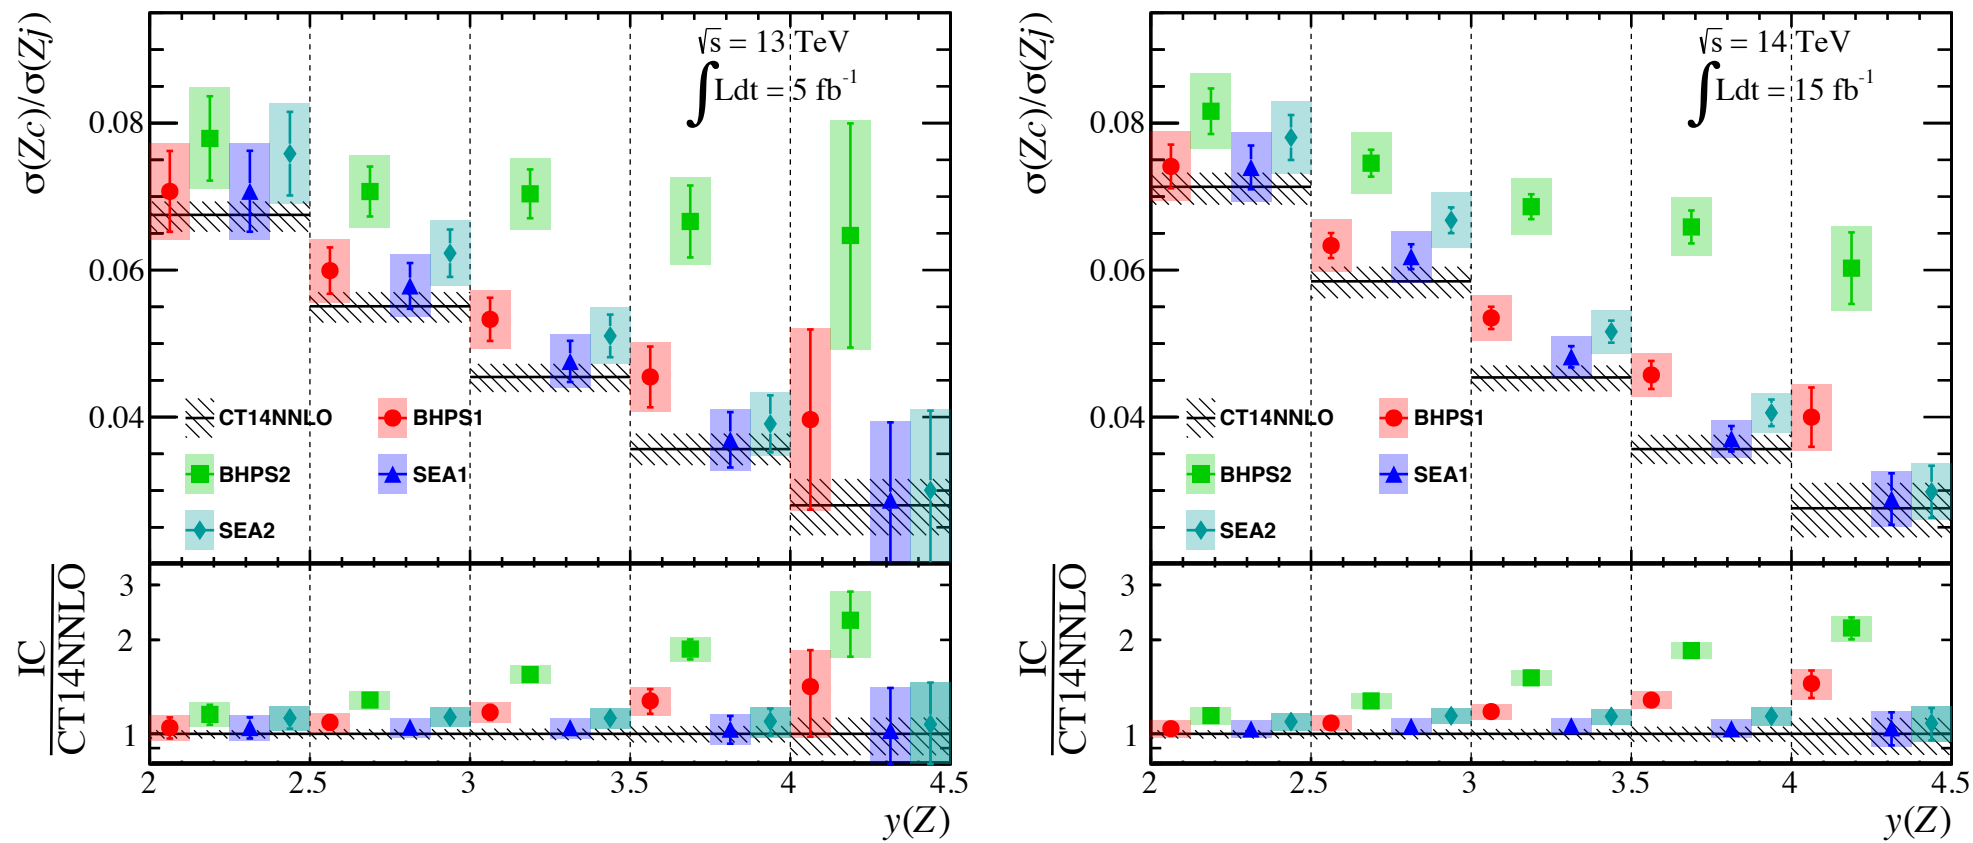 σ(Zc)/σ(Zj)
√s = 13 TeV
∫Ldt = 5 fb⁻¹
0.08
0.06
0.04
CT14NNLO
BHPS1
BHPS2
SEA1
SEA2
IC
CT14NNLO
3
2
1
2 2.5 3 3.5 4 4.5
y(Z)
σ(Zc)/σ(Zj)
√s = 14 TeV
∫Ldt = 15 fb⁻¹
0.08
0.06
0.04
CT14NNLO
BHPS1
BHPS2
SEA1
SEA2
IC
CT14NNLO
3
2
1
2 2.5 3 3.5 4 4.5
y(Z)